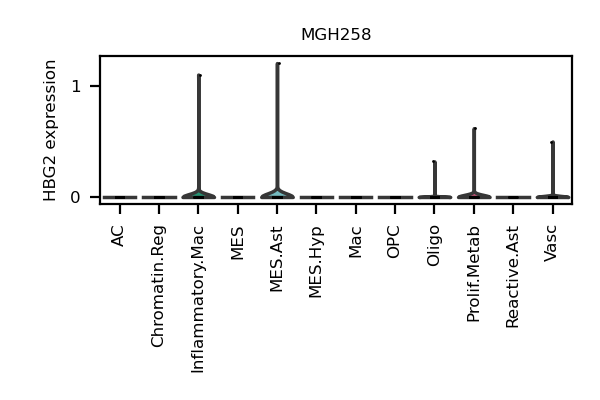 MGH258
HBG2 expression
1
0
AC
Chromatin.Reg
Inflammatory.Mac
MES
MES.Ast
MES.Hyp
Mac
OPC
Oligo
Prolif.Metab
Reactive.Ast
Vasc